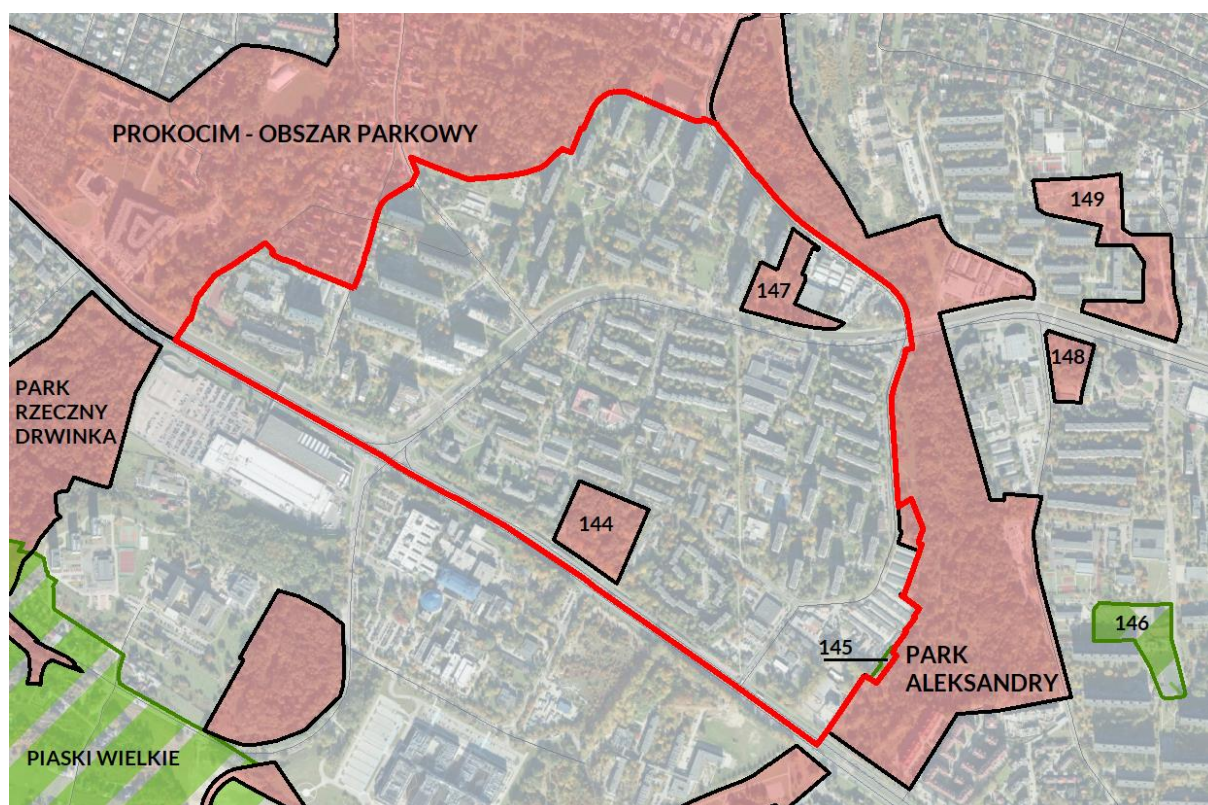 PROKOCIM - OBSZAR PARKOWY
149
147
148
PARK
RZECZNY
DRWINKA
144
146
145
PARK
ALEKSANDRY
PIASKI WIELKIE